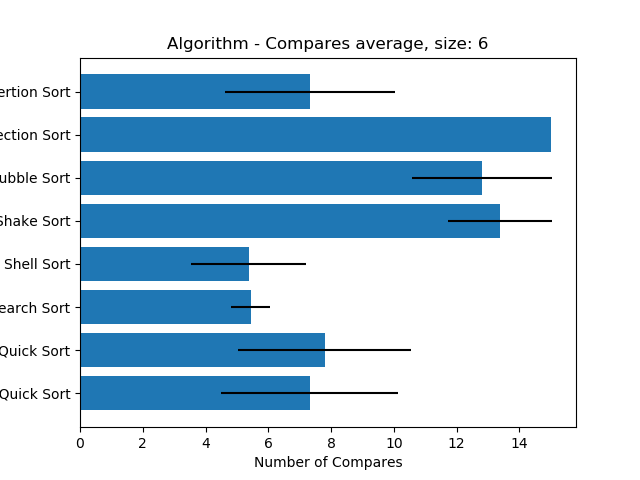 Algorithm - Compares average, size: 6
ertion Sort
ection Sort
ubble Sort
Shake Sort
Shell Sort
earch Sort
Quick Sort
Quick Sort
0 2 4 6 8 10 12 14
Number of Compares